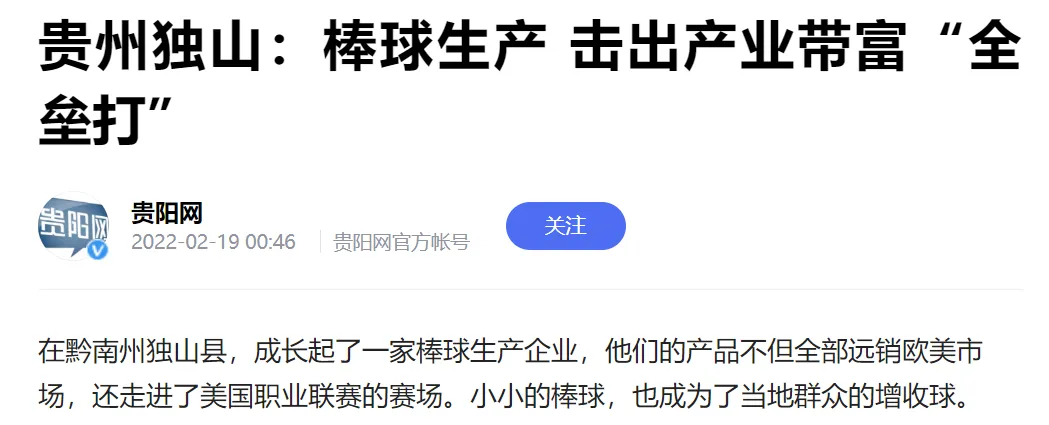 贵州独山：棒球生产 击出产业带富“全
垒打”
贵阳网
贵阳网
2022-02-19 00:46
贵阳网官方帐号
关注
在黔南州独山县，成长起了一家棒球生产企业，他们的产品不但全部远销欧美市
场，还走进了美国职业联赛的赛场。小小的棒球，也成为了当地群众的增收球。